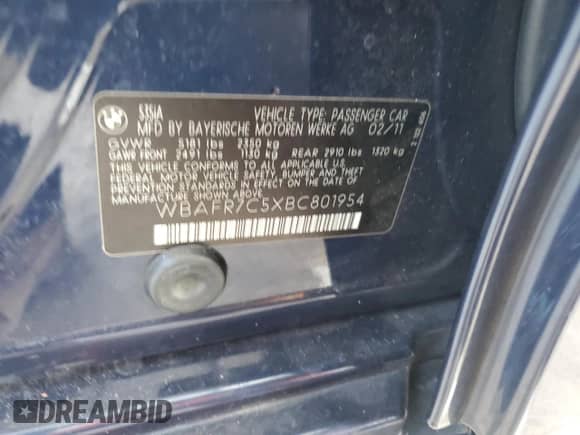 535iA VEHICLE TYPE: PASSENGER CAR
MFD BY BAYERISCHE MOTOREN WERKE AG 02/11
GVWR 5181 lbs 2350 kg
GAWR FRONT 2491 lbs 1130 kg REAR 2910 lbs 1320 kg
THIS VEHICLE CONFORMS TO ALL APPLICABLE
FEDERAL MOTOR VEHICLE SAFETY, BUMPER AND THEFT
PREVENTION STANDARDS IN EFFECT ON THE DATE OF
MANUFACTURE SHOWN ABOVE.
WBAFR7C5XBC801954
DREAMBID